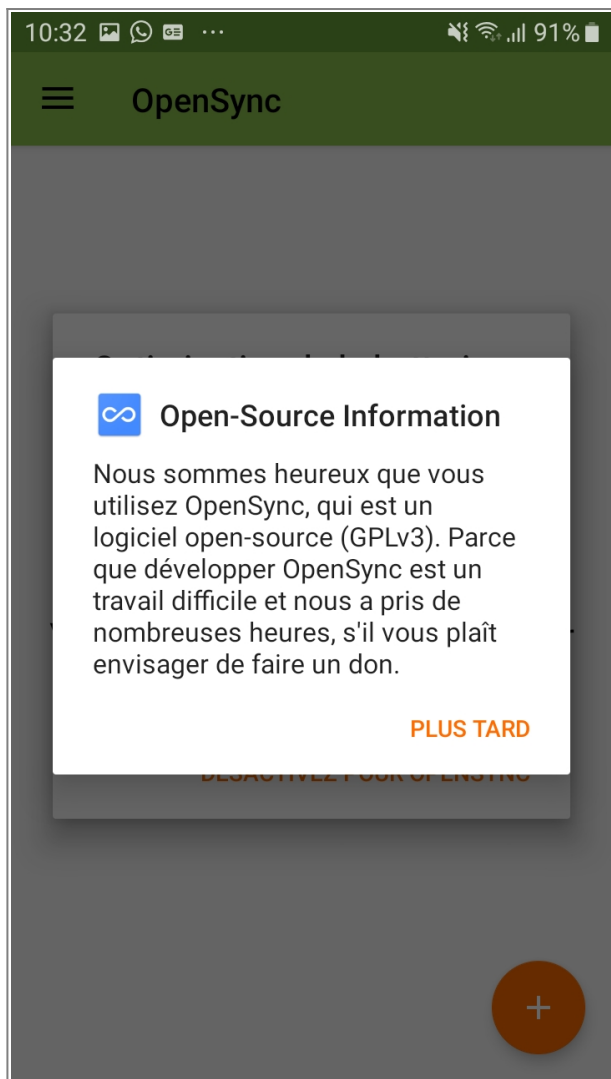 10:32 ... 91%
OpenSync
Open-Source Information
Nous sommes heureux que vous
utilisez OpenSync, qui est un
logiciel open-source (GPLv3). Parce
que développer OpenSync est un
travail difficile et nous a pris de
nombreuses heures, s'il vous plaît
envisager de faire un don.
PLUS TARD